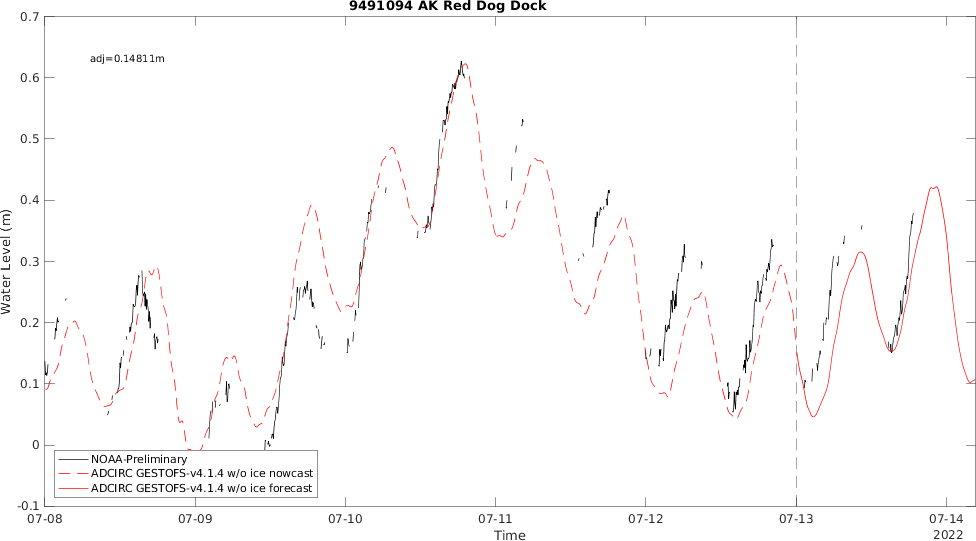 9491094 AK Red Dog Dock
adj=0.14811m
Water Level (m)
0.7
0.6
0.5
0.4
0.3
0.2
0.1
0
-0.1
NOAA-Preliminary
ADCIRC GESTOFS-v4.1.4 w/o ice nowcast
ADCIRC GESTOFS-v4.1.4 w/o ice forecast
07-08 07-09 07-10 07-11 07-12 07-13 07-14
Time
2022